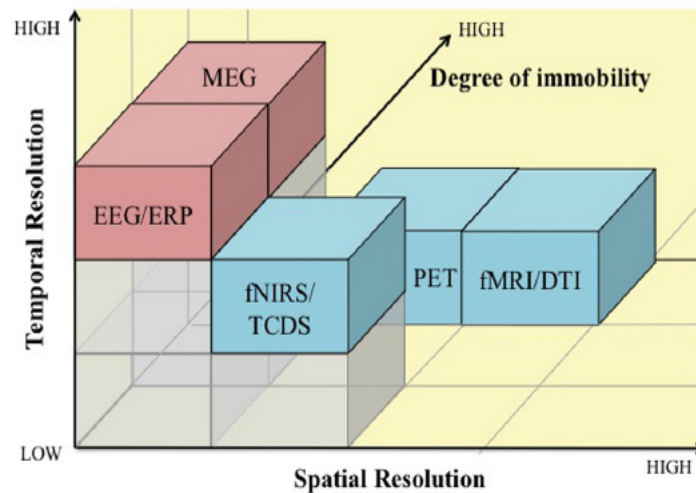 HIGH
HIGH
MEG
Degree of immobility
Temporal Resolution
EEG/ERP
fNIRS/
TCDS
PET
fMRI/DTI
LOW
HIGH
Spatial Resolution